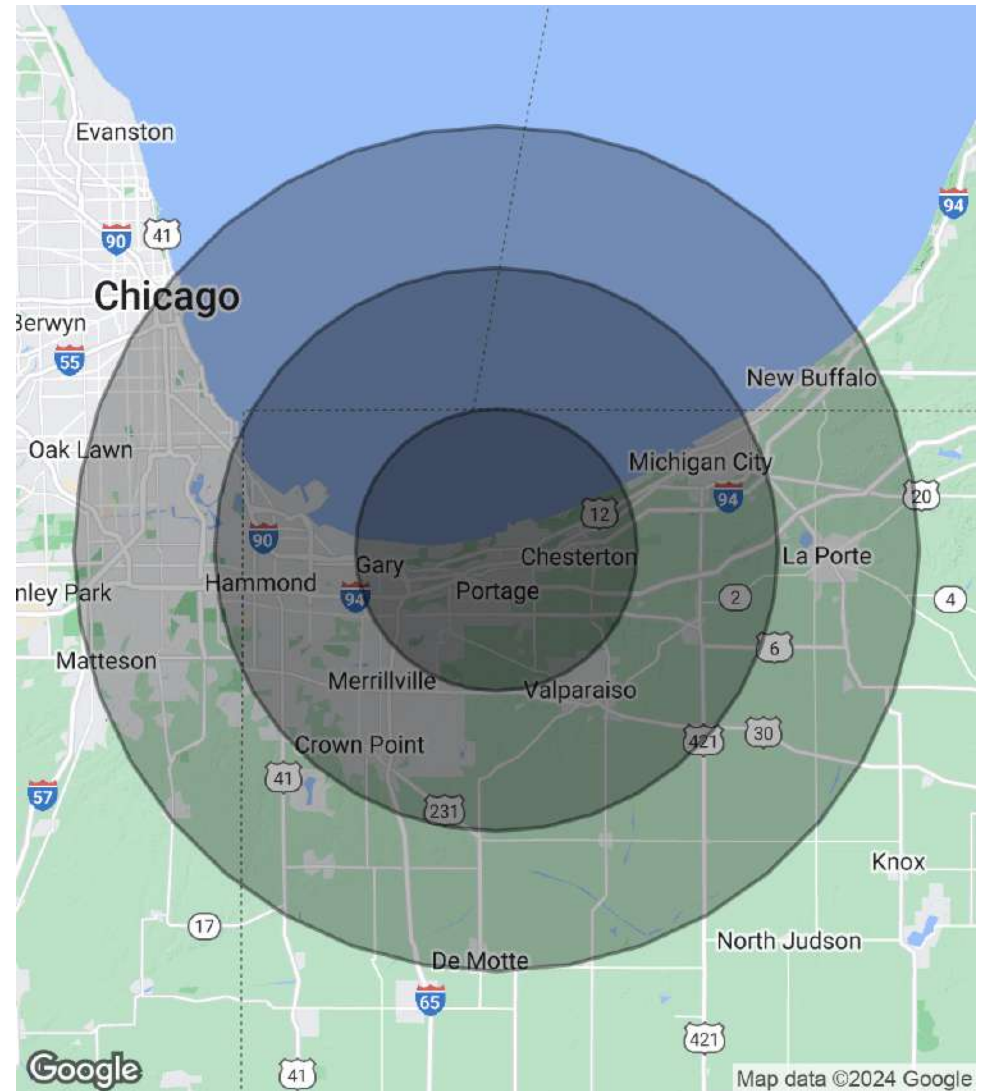 Evanston
90
41
94
Chicago
Berwyn
55
New Buffalo
Oak Lawn
Michigan City
94
20
12
90
Gary
Chesterton
La Porte
Hammond
94
Portage
2
4
nley Park
6
Matteson
Merrillville
Valparaiso
30
421
Crown Point
41
57
231
Knox
17
North Judson
De Motte
65
421
Google
41
Map data ©2024 Google